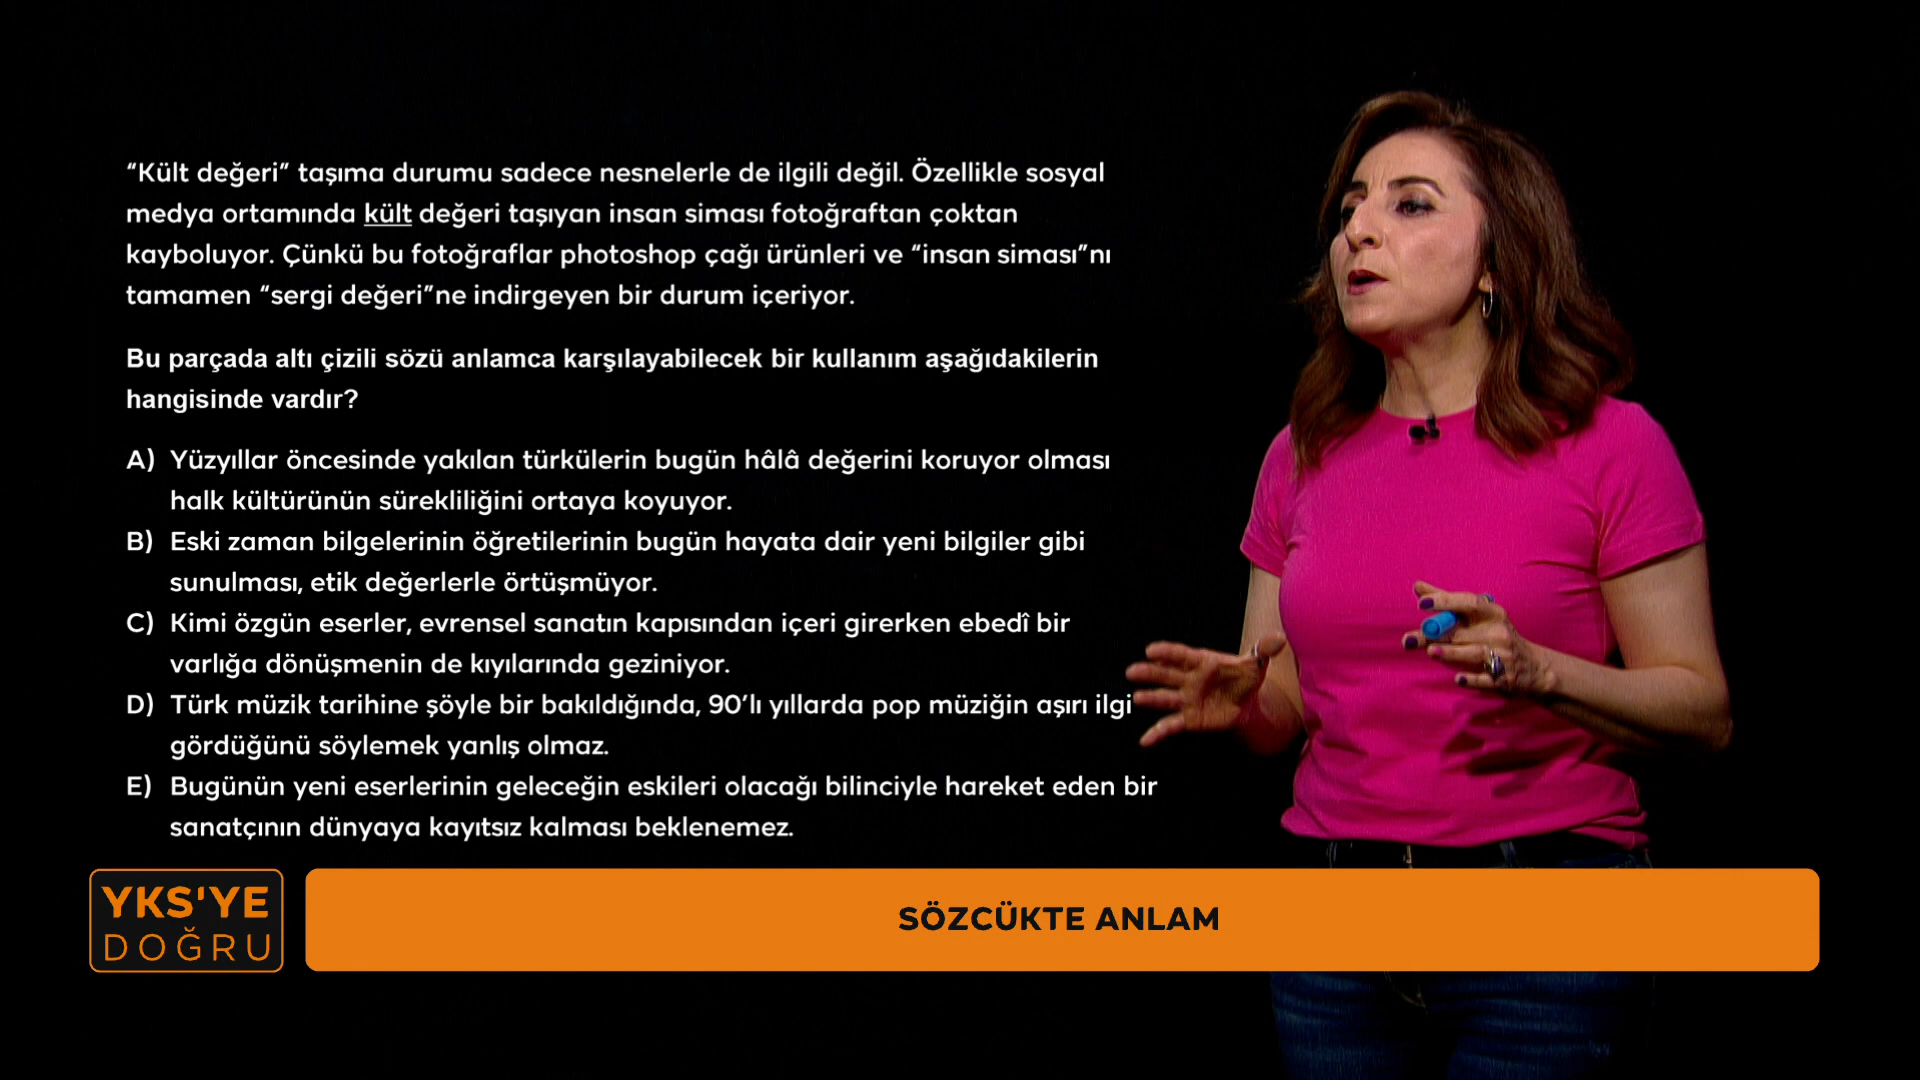 “Kült değeri” taşıma durumu sadece nesnelerle de ilgili değil. Özellikle sosyal
medya ortamında kült değeri taşıyan insan siması fotoğraftan çoktan
kayboluyor. Çünkü bu fotoğraflar photoshop çağı ürünleri ve “insan siması”nı
tamamen “sergi değeri”ne indirgeyen bir durum içeriyor.
Bu parçada altı çizili sözü anlamca karşılayabilecek bir kullanım aşağıdakilerin
hangisinde vardır?
A) Yüzyıllar öncesinde yakılan türkülerin bugün hâlâ değerini koruyor olması
halk kültürünün sürekliliğini ortaya koyuyor.
B) Eski zaman bilgelerinin öğretilerinin bugün hayata dair yeni bilgiler gibi
sunulması, etik değerlerle örtüşmüyor.
C) Kimi özgün eserler, evrensel sanatın kapısından içeri girerken ebedî bir
varlığa dönüşmenin de kıyılarında geziniyor.
D) Türk müzik tarihine şöyle bir bakıldığında, 90’lı yıllarda pop müziğin aşırı ilgi
gördüğünü söylemek yanlış olmaz.
E) Bugünün yeni eserlerinin geleceğin eskileri olacağı bilinciyle hareket eden bir
sanatçının dünyaya kayıtsız kalması beklenemez.
YKS'YE
DOĞRU
SÖZCÜKTE ANLAM